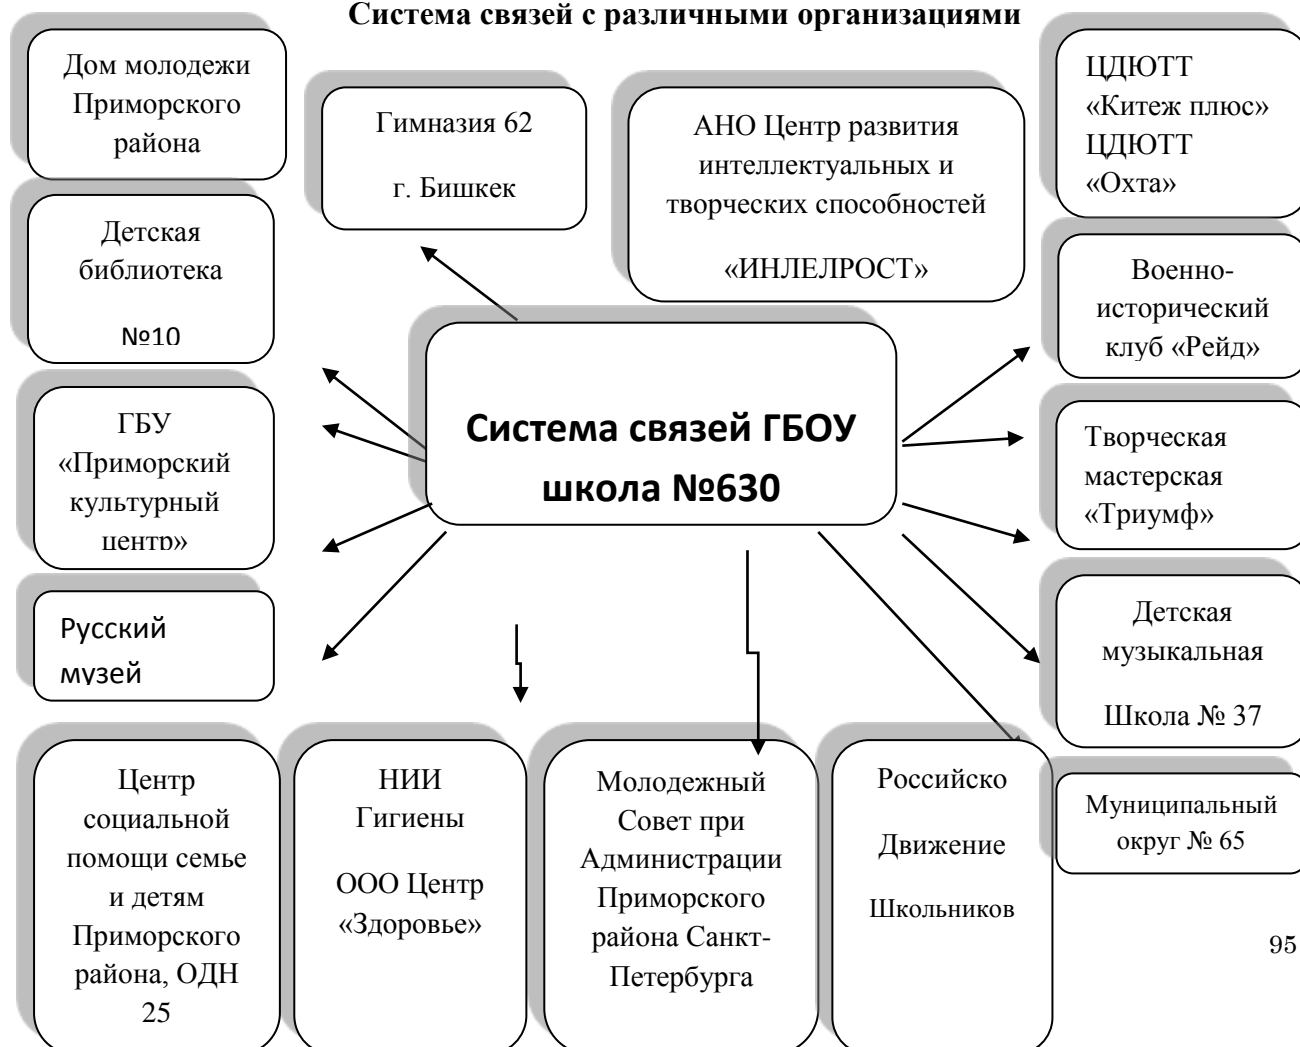 Система связей с различными организациями
Дом молодежи
Приморского
района
Гимназия 62
г. Бишкек
АНО Центр развития
интеллектуальных и
творческих способностей
«ИНЛЕЛРОСТ»
ЦДЮТТ
«Китеж плюс»
ЦДЮТТ
«Охта»
Детская
библиотека
№10
Военно-
исторический
клуб «Рейд»
Система связей ГБОУ
школа №630
ГБУ
«Приморский
культурный
центр»
Творческая
мастерская
«Триумф»
Русский
музей
Детская
музыкальная
Школа № 37
Центр
социальной
помощи семье
и детям
Приморского
района, ОДН
25
НИИ
Гигиены
ООО Центр
«Здоровье»
Молодежный
Совет при
Администрации
Приморского
района Санкт-
Петербурга
Российско
Движение
Школьников
Муниципальный
округ № 65
95